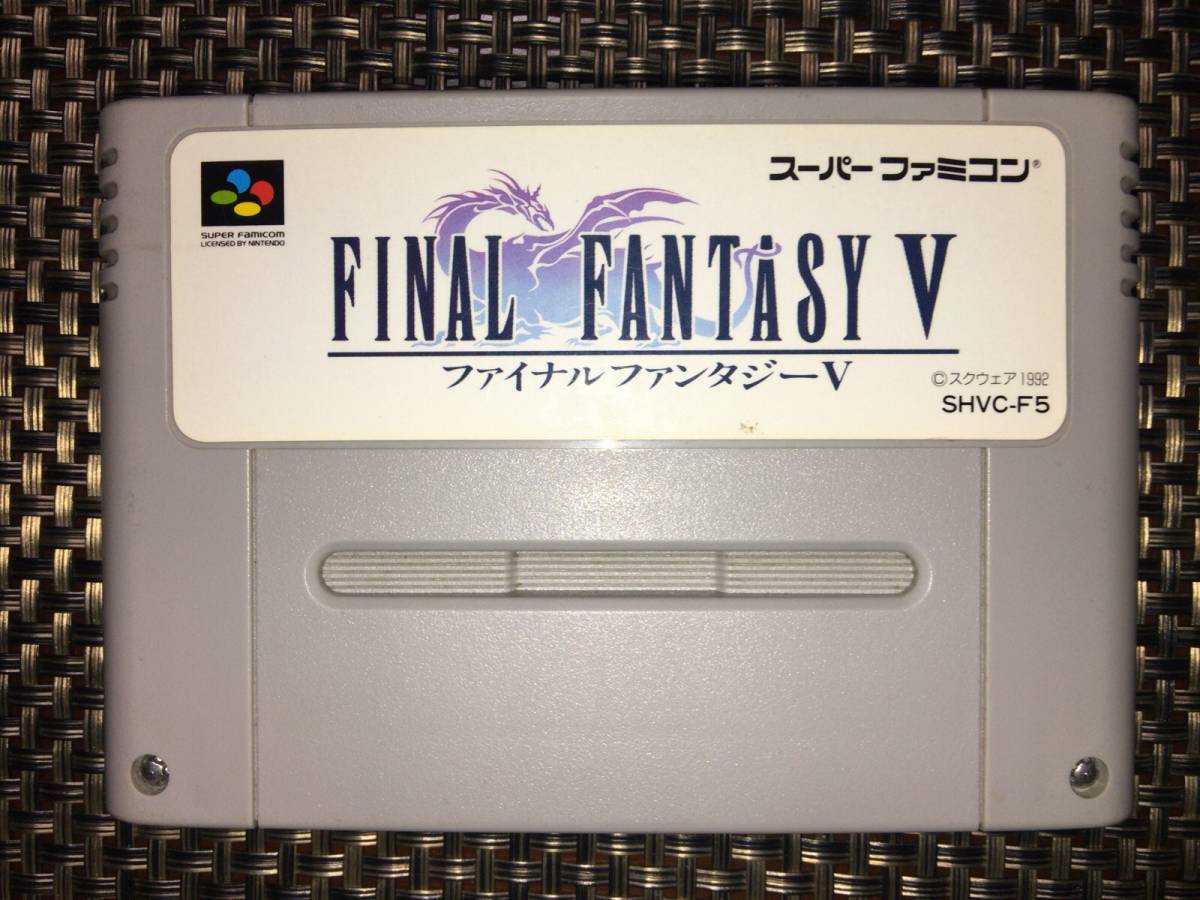 スーパーファミコン®
SUPER FAMICOM
LICENSED BY NINTENDO
FINAL FANTASY V
ファイナルファンタジーV
©スクウェア 1992
SHVC-F5